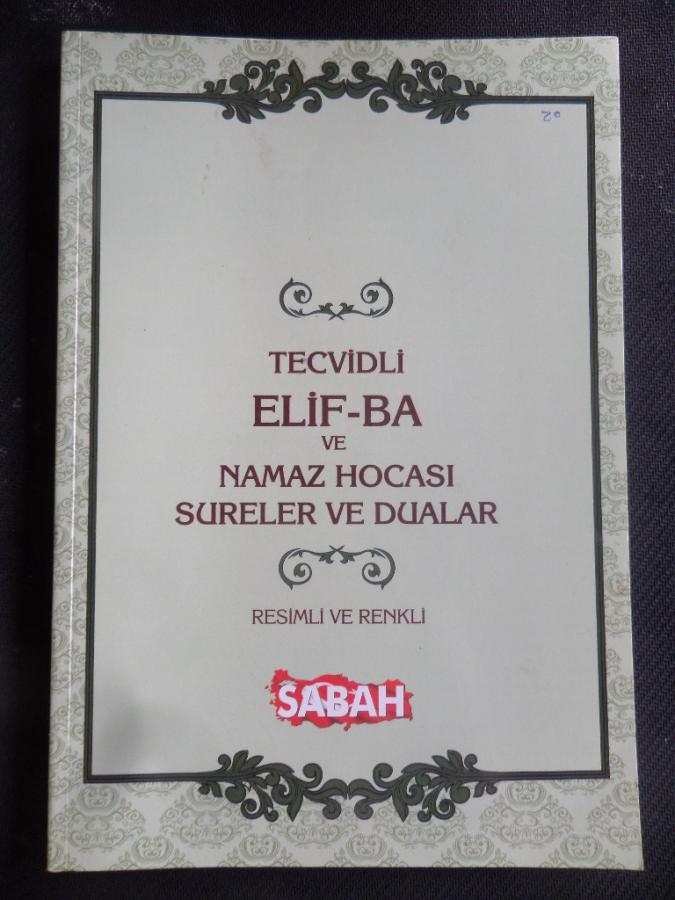 TECVİDLİ
ELİF-BA
VE
NAMAZ HOCASI
SURELER VE DUALAR
RESİMLİ VE RENKLİ
SABAH